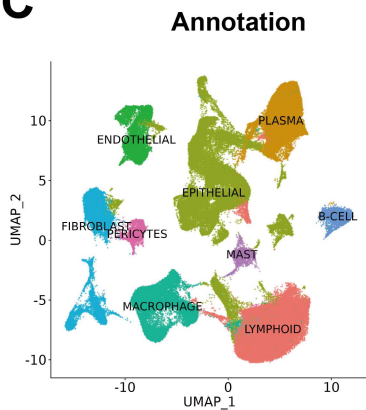 C
Annotation
PLASMA
ENDOTHELIAL
EPITHELIAL
B-CELL
FIBROBLAST
PERICYTES
MAST
MACROPHAGE
LYMPHOID
UMAP_2
10
5
0
-5
-10
-10 0 10
UMAP_1